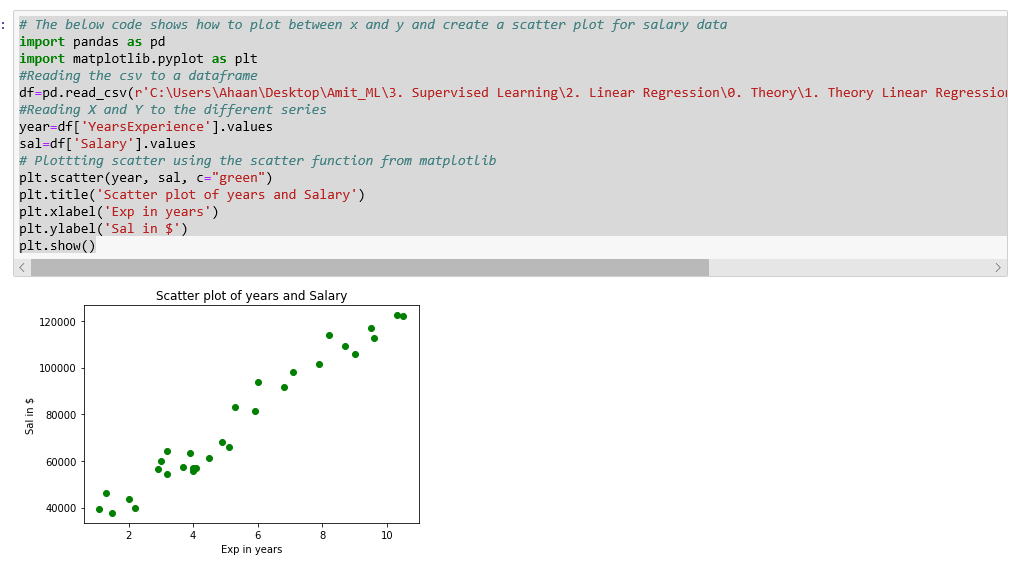 :
# The below code shows how to plot between x and y and create a scatter plot for salary data
import pandas as pd
import matplotlib.pyplot as plt
#Reading the csv to a dataframe
df=pd.read_csv(r'C:\Users\Ahaan\Desktop\Amit_ML\3. Supervised Learning\2. Linear Regression\0. Theory\1. Theory Linear Regression
#Reading X and Y to the different series
year=df['YearsExperience'].values
sal=df['Salary'].values
# Plottting scatter using the scatter function from matplotlib
plt.scatter(year, sal, c="green")
plt.title('Scatter plot of years and Salary')
plt.xlabel('Exp in years')
plt.ylabel('Sal in $')
plt.show()
Scatter plot of years and Salary
120000
100000
80000
60000
40000
Sal in $
2 4 6 8 10
Exp in years